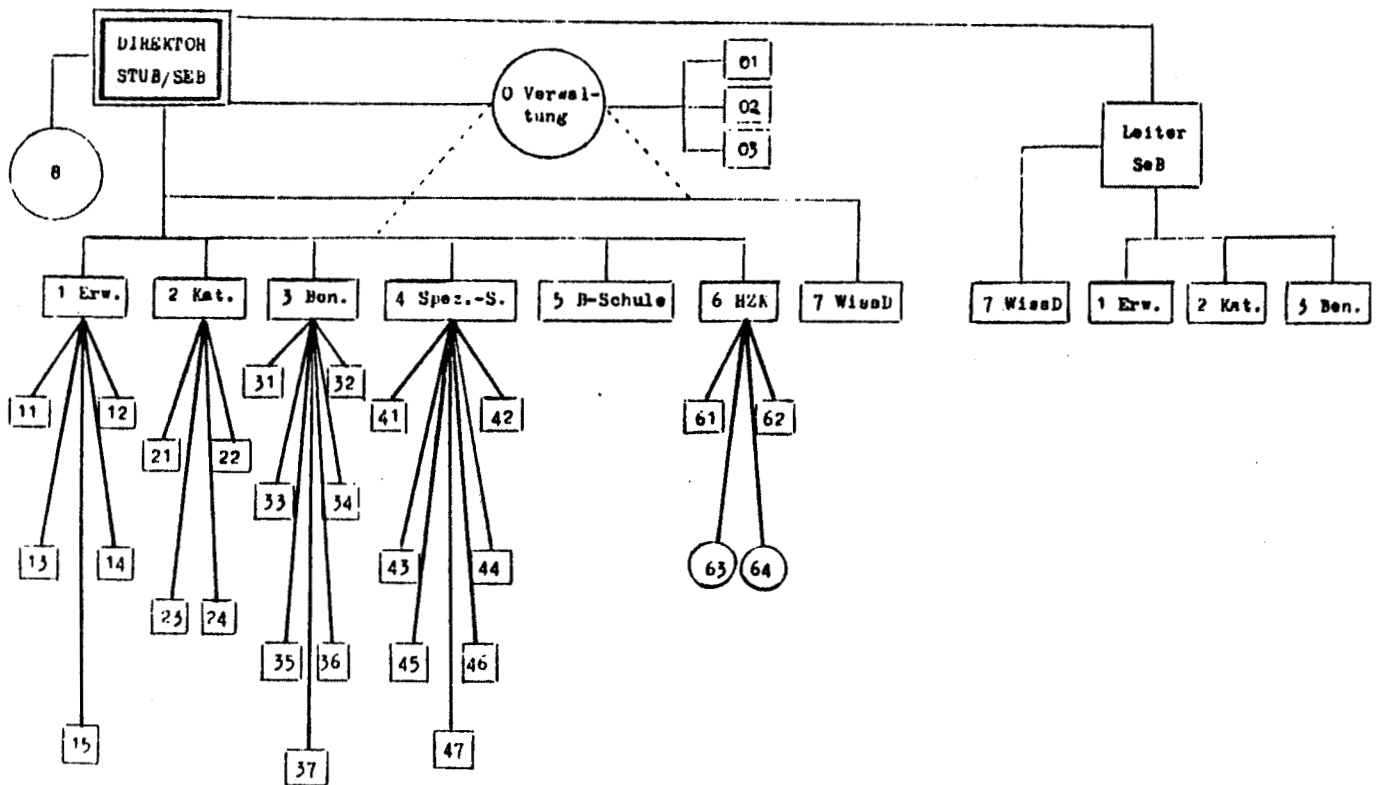 DIREKTOR
STUB/SEB
0 Verwal-
tung
01
02
03
Leiter
SeB
8
1 Erw.
2 Kat.
3 Ben.
4 Spez.-S.
5 B-Schule
6 HZK
7 WissD
7 WissD
1 Erw.
2 Kat.
3 Ben.
11
12
13
14
15
21
22
23
24
31
32
33
34
35
36
37
41
42
43
44
45
46
47
61
62
63
64